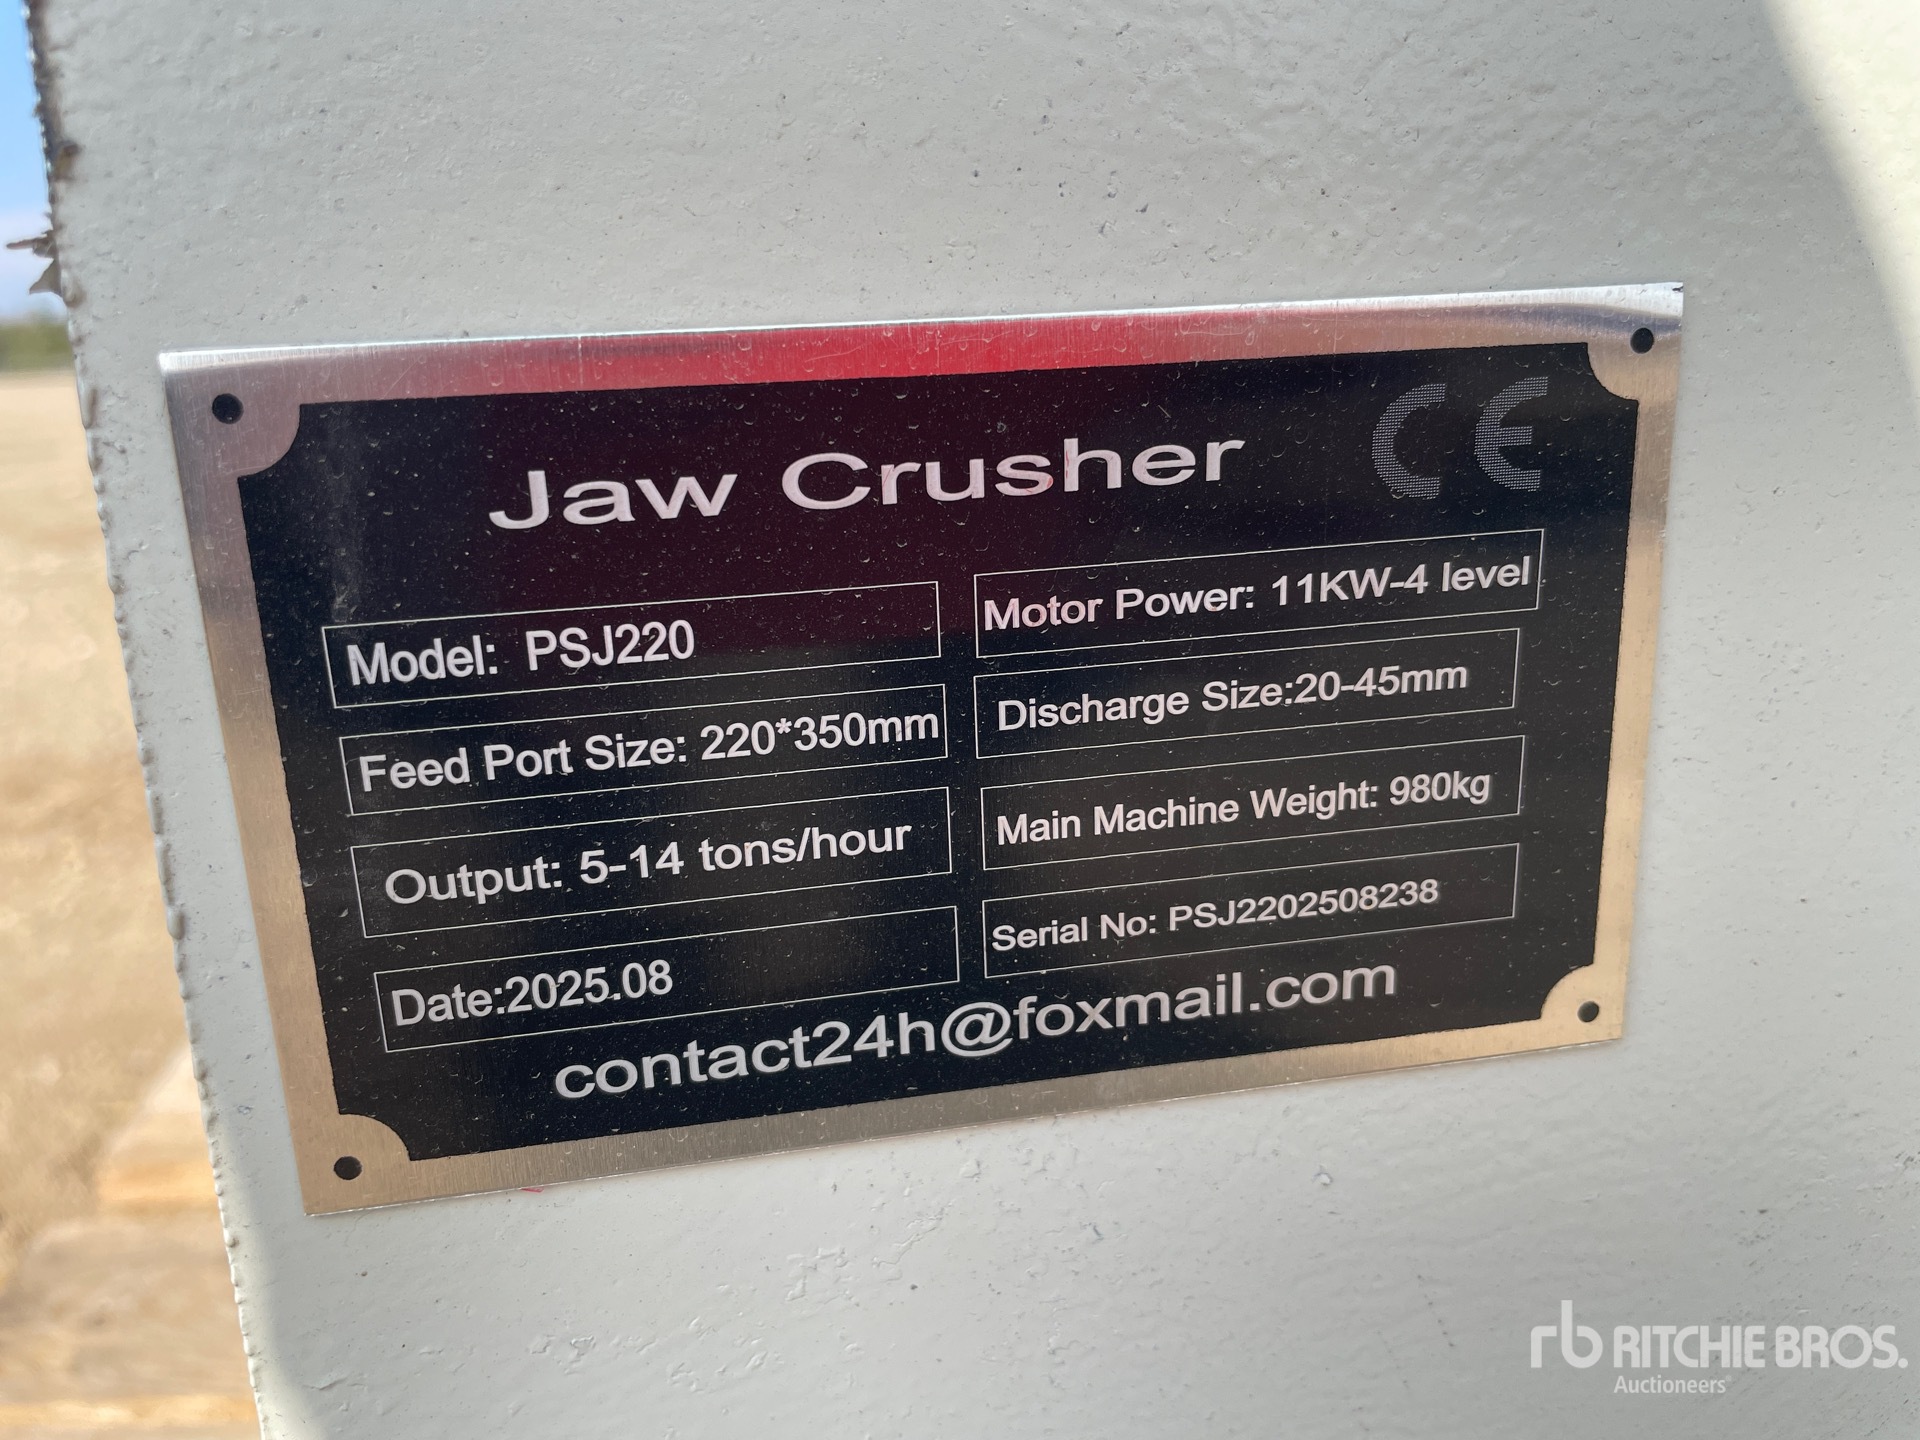 Jaw Crusher
CE
Model: PSJ220
Motor Power: 11KW-4 level
Feed Port Size: 220*350mm
Discharge Size:20-45mm
Output: 5-14 tons/hour
Main Machine Weight: 980kg
Date:2025.08
Serial No: PSJ2202508238
contact24h@foxmail.com
rb RITCHIE BROS.
Auctioneers